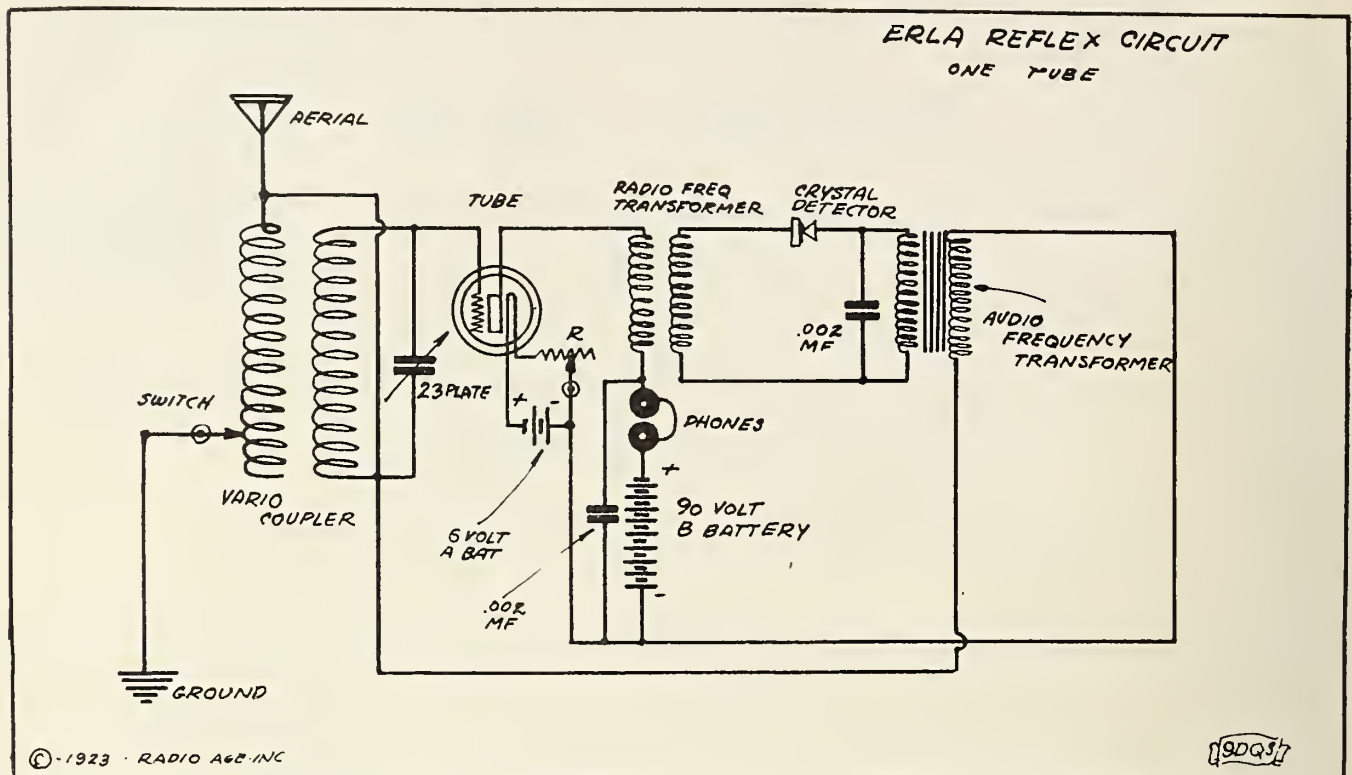 ERLA REFLEX CIRCUIT
ONE TUBE
AERIAL
TUBE
RADIO FREQ
TRANSFORMER
CRYSTAL
DETECTOR
R
.002
MF
AUDIO
FREQUENCY
TRANSFORMER
23 PLATE
SWITCH
+ -
PHONES
VARIO
COUPLER
+
90 VOLT
B BATTERY
-
6 VOLT
A BAT
.002
MF
GROUND
©-1923 · RADIO AGE·INC
9DQS